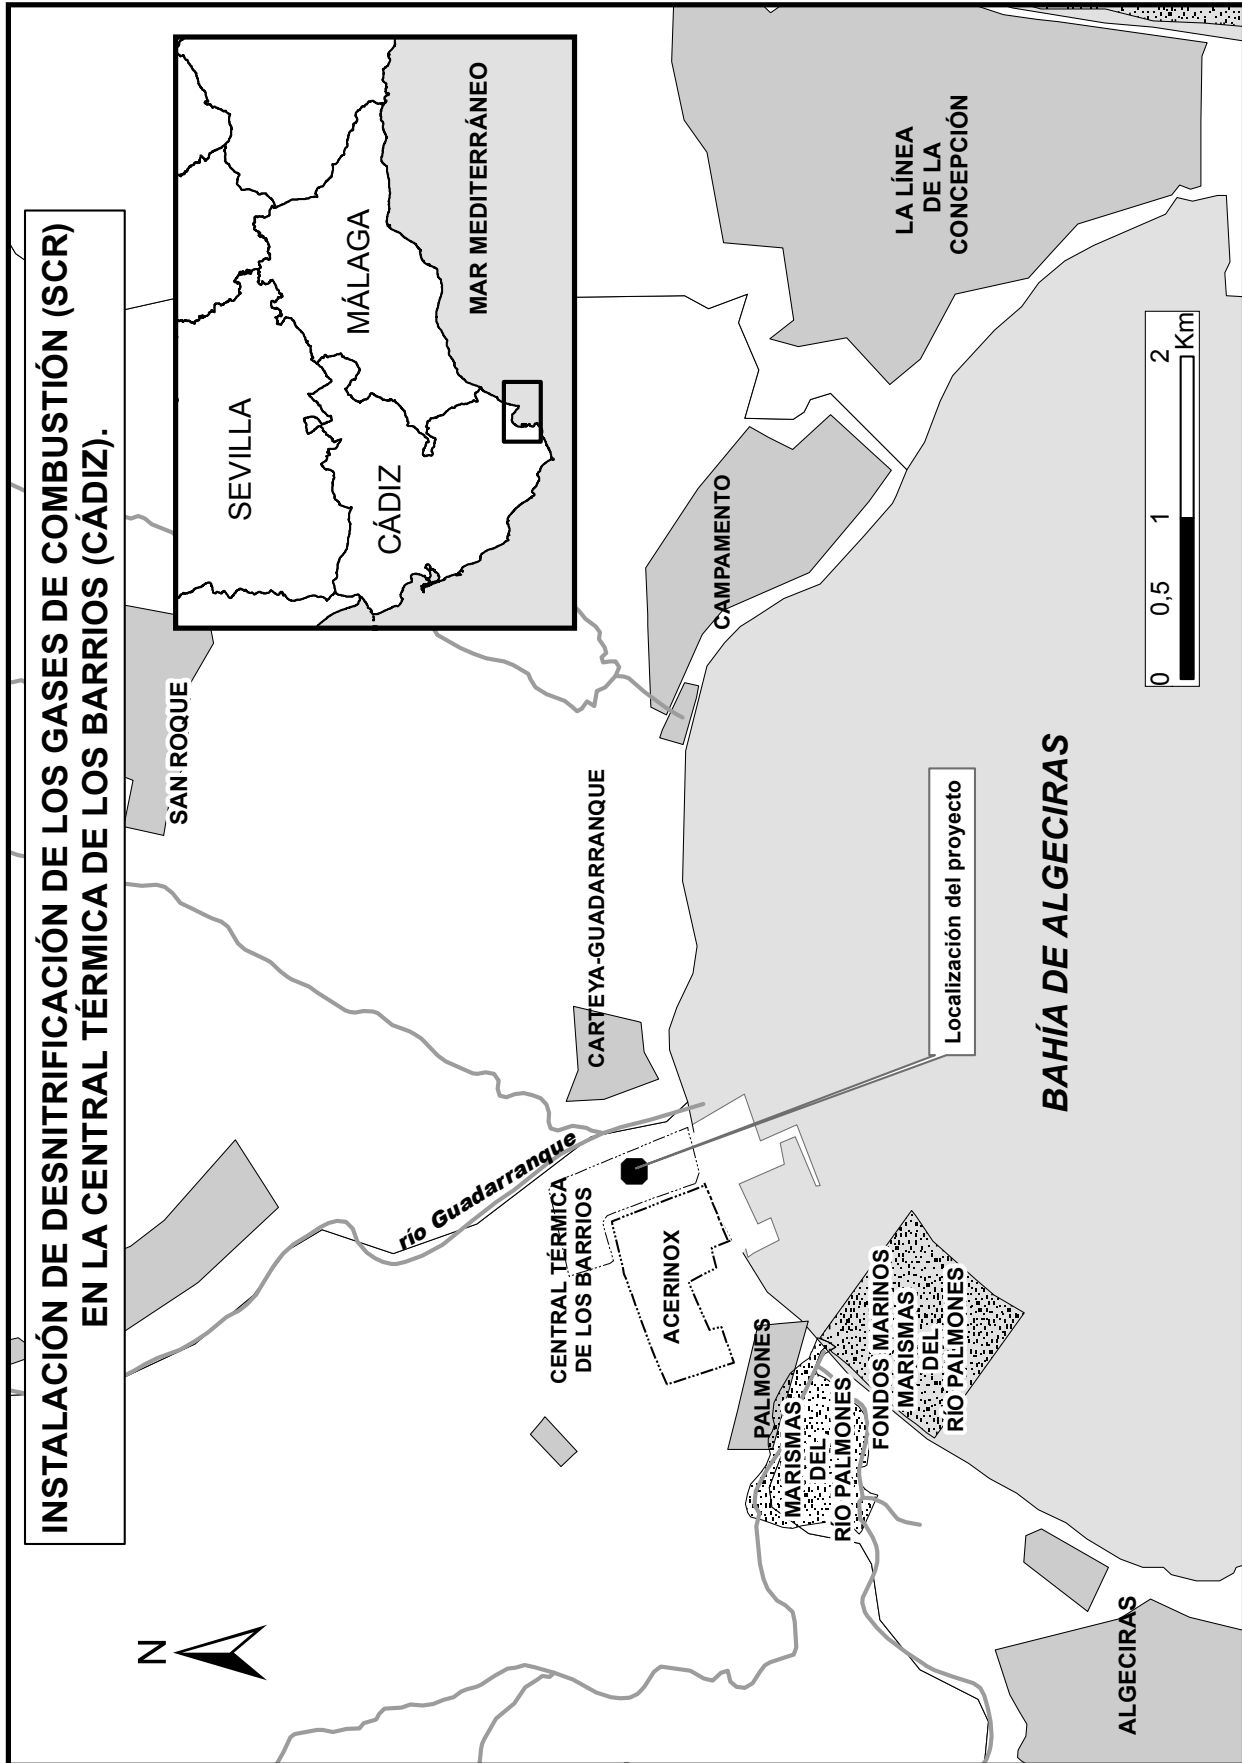 INSTALACIÓN DE DESNITRIFICACIÓN DE LOS GASES DE COMBUSTIÓN (SCR)
EN LA CENTRAL TÉRMICA DE LOS BARRIOS (CÁDIZ).
N
SAN ROQUE
SEVILLA
CÁDIZ
MÁLAGA
MAR MEDITERRÁNEO
río Guadarranque
CENTRAL TÉRMICA
DE LOS BARRIOS
CARTEYA-GUADARRANQUE
ACERINOX
CAMPAMENTO
PALMONES
MARISMAS
DEL
RÍO PALMONES
FONDOS MARINOS
MARISMAS
DEL
RÍO PALMONES
LA LÍNEA
DE LA
CONCEPCIÓN
Localización del proyecto
BAHÍA DE ALGECIRAS
ALGECIRAS
0 0,5 1 2
Km